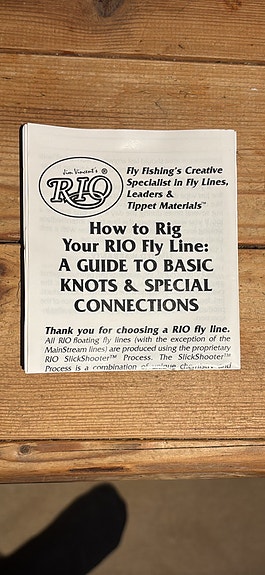 Jim Vincent's
RIO®
Fly Fishing's Creative
Specialist in Fly Lines,
Leaders &
Tippet Materials™
How to Rig
Your RIO Fly Line:
A GUIDE TO BASIC
KNOTS & SPECIAL
CONNECTIONS
Thank you for choosing a RIO fly line.
All RIO floating fly lines (with the exception of the
MainStream lines) are produced using the proprietary
RIO SlickShooter™ Process. The SlickShooter™
Process is a combination of unique chemistry and